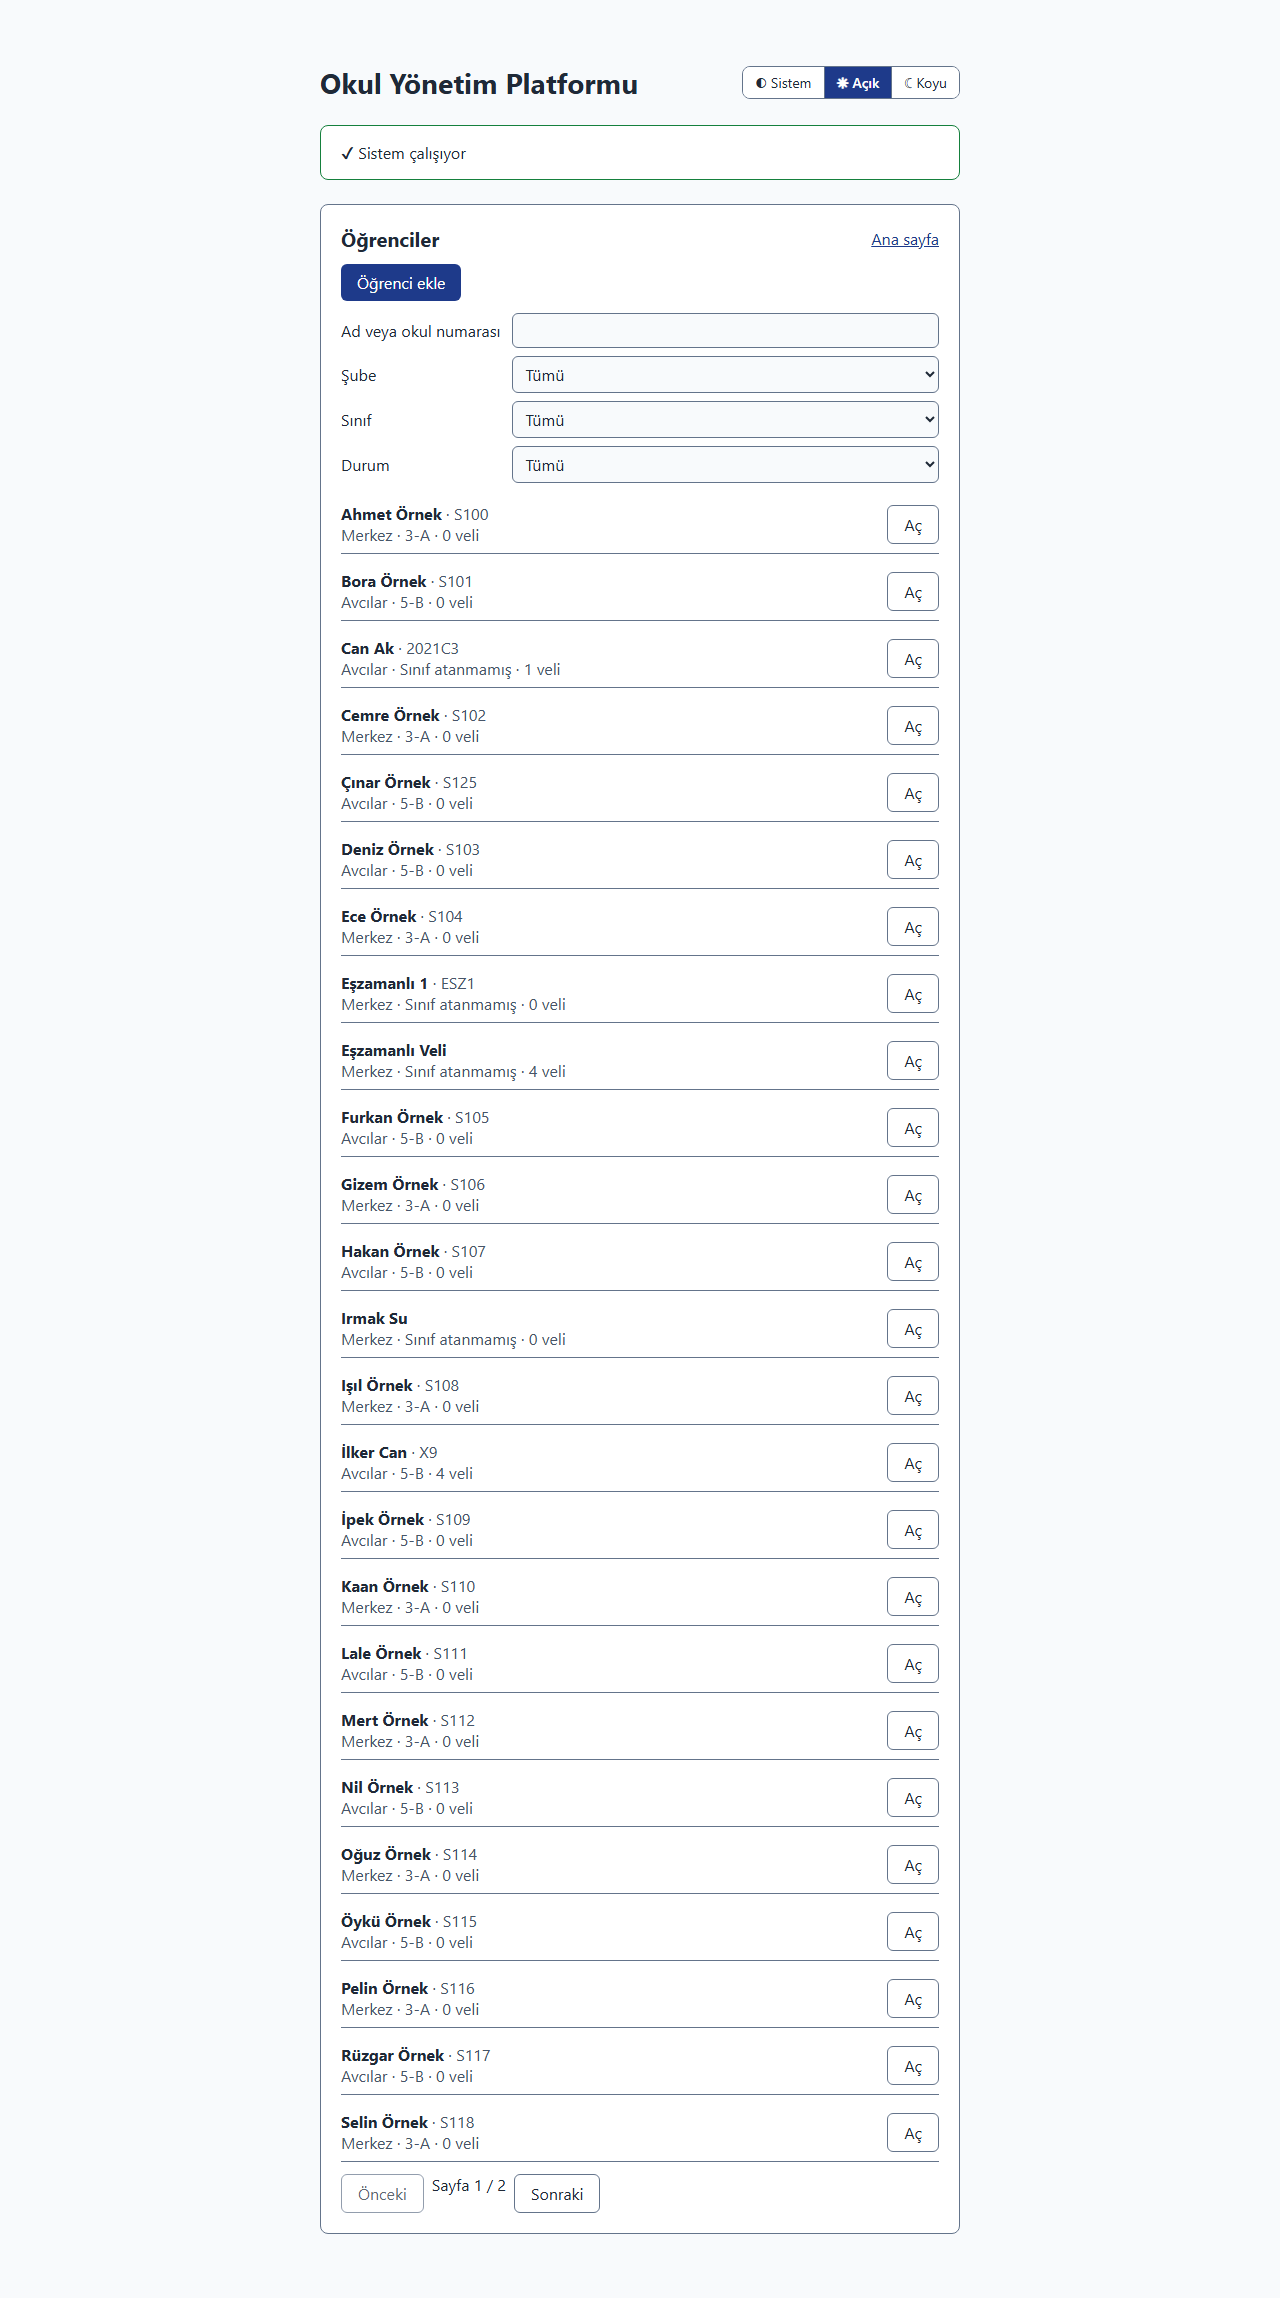 Okul Yönetim Platformu
◐ Sistem ❋ Açık ☾ Koyu
✓ Sistem çalışıyor
Öğrenciler
Ana sayfa
Öğrenci ekle
Ad veya okul numarası
Şube Tümü
Sınıf Tümü
Durum Tümü
Ahmet Örnek · S100
Merkez · 3-A · 0 veli
Aç
Bora Örnek · S101
Avcılar · 5-B · 0 veli
Aç
Can Ak · 2021C3
Avcılar · Sınıf atanmamış · 1 veli
Aç
Cemre Örnek · S102
Merkez · 3-A · 0 veli
Aç
Çınar Örnek · S125
Avcılar · 5-B · 0 veli
Aç
Deniz Örnek · S103
Avcılar · 5-B · 0 veli
Aç
Ece Örnek · S104
Merkez · 3-A · 0 veli
Aç
Eşzamanlı 1 · ESZ1
Merkez · Sınıf atanmamış · 0 veli
Aç
Eşzamanlı Veli
Merkez · Sınıf atanmamış · 4 veli
Aç
Furkan Örnek · S105
Avcılar · 5-B · 0 veli
Aç
Gizem Örnek · S106
Merkez · 3-A · 0 veli
Aç
Hakan Örnek · S107
Avcılar · 5-B · 0 veli
Aç
Irmak Su
Merkez · Sınıf atanmamış · 0 veli
Aç
Işıl Örnek · S108
Merkez · 3-A · 0 veli
Aç
İlker Can · X9
Avcılar · 5-B · 4 veli
Aç
İpek Örnek · S109
Avcılar · 5-B · 0 veli
Aç
Kaan Örnek · S110
Merkez · 3-A · 0 veli
Aç
Lale Örnek · S111
Avcılar · 5-B · 0 veli
Aç
Mert Örnek · S112
Merkez · 3-A · 0 veli
Aç
Nil Örnek · S113
Avcılar · 5-B · 0 veli
Aç
Oğuz Örnek · S114
Merkez · 3-A · 0 veli
Aç
Öykü Örnek · S115
Avcılar · 5-B · 0 veli
Aç
Pelin Örnek · S116
Merkez · 3-A · 0 veli
Aç
Rüzgar Örnek · S117
Avcılar · 5-B · 0 veli
Aç
Selin Örnek · S118
Merkez · 3-A · 0 veli
Aç
Önceki Sayfa 1 / 2 Sonraki